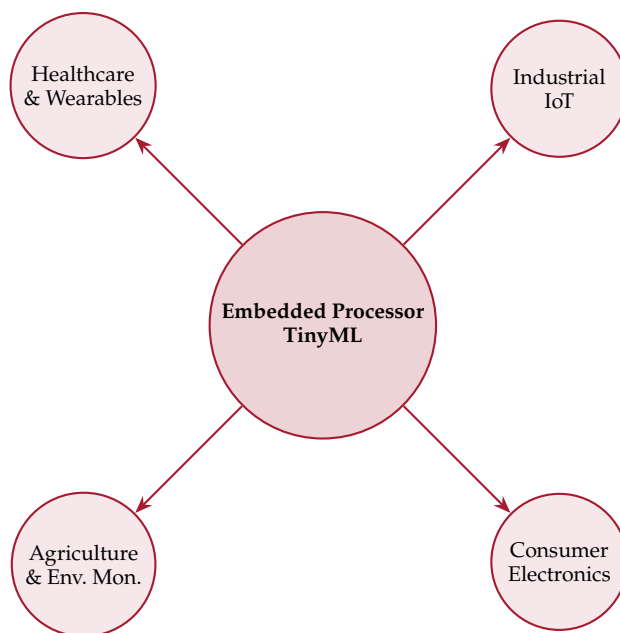 Healthcare
& Wearables
Industrial
IoT
Embedded Processor
TinyML
Agriculture
& Env. Mon.
Consumer
Electronics